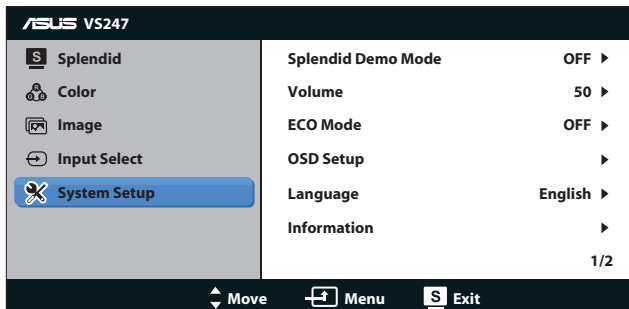 ASUS VS247
S Splendid
R G B Color
Image
Input Select
System Setup
Splendid Demo Mode OFF
Volume 50
ECO Mode OFF
OSD Setup
Language English
Information
1/2
Move Menu S Exit